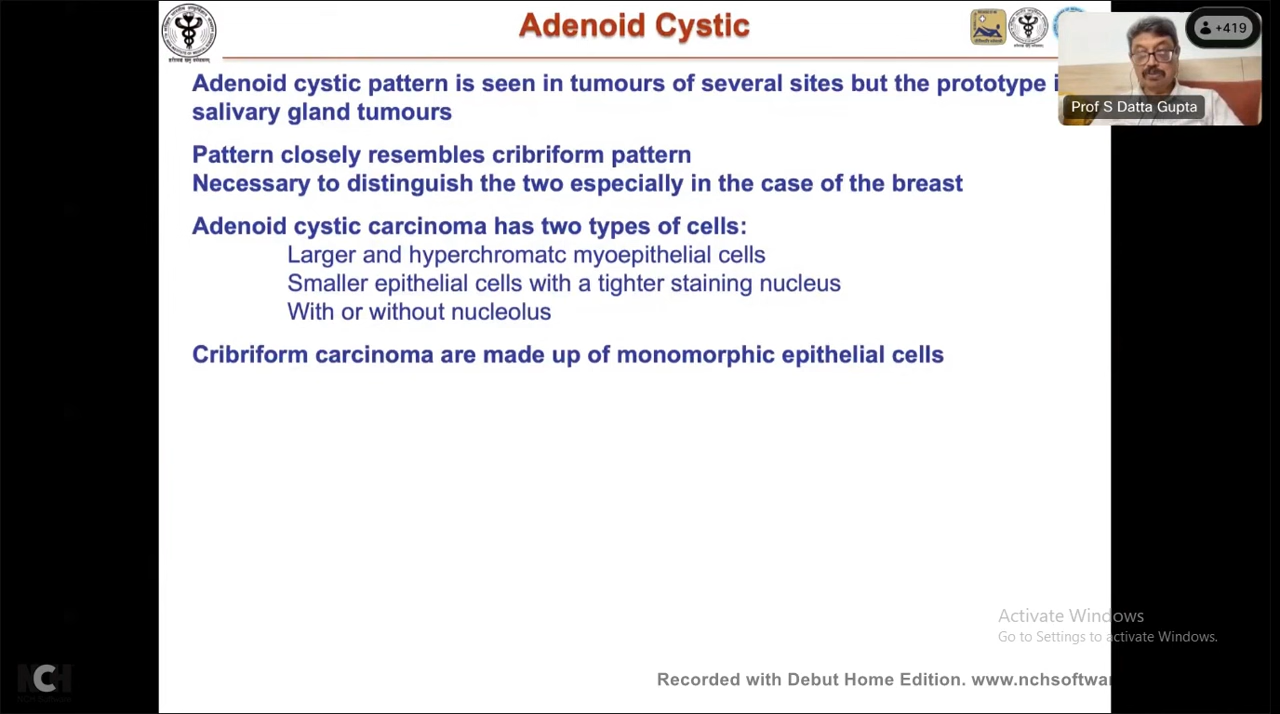 Adenoid Cystic
+419
Adenoid cystic pattern is seen in tumours of several sites but the prototype i
salivary gland tumours
Prof S Datta Gupta
Pattern closely resembles cribriform pattern
Necessary to distinguish the two especially in the case of the breast
Adenoid cystic carcinoma has two types of cells:
Larger and hyperchromatc myoepithelial cells
Smaller epithelial cells with a tighter staining nucleus
With or without nucleolus
Cribriform carcinoma are made up of monomorphic epithelial cells
Activate Windows
Go to Settings to activate Windows.
NCH
Recorded with Debut Home Edition. www.nchsoftwa